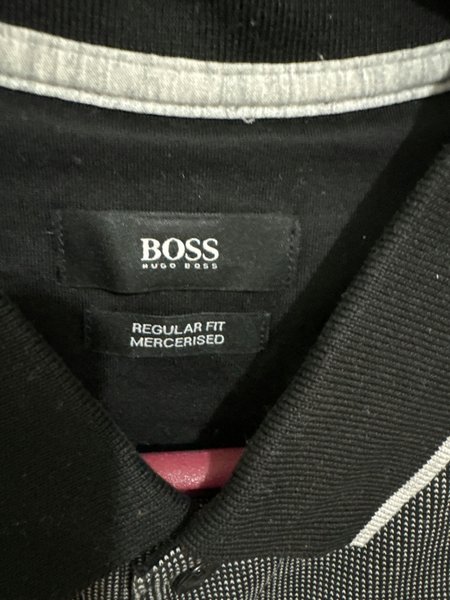 BOSS
HUGO BOSS
REGULAR FIT
MERCERISED